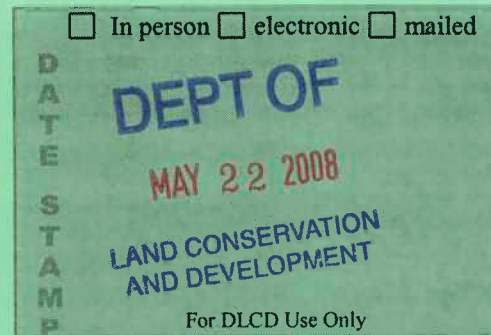 ☐ In person ☐ electronic ☐ mailed
DATE STAMP
DEPT OF
MAY 22 2008
LAND CONSERVATION
AND DEVELOPMENT
For DLCD Use Only